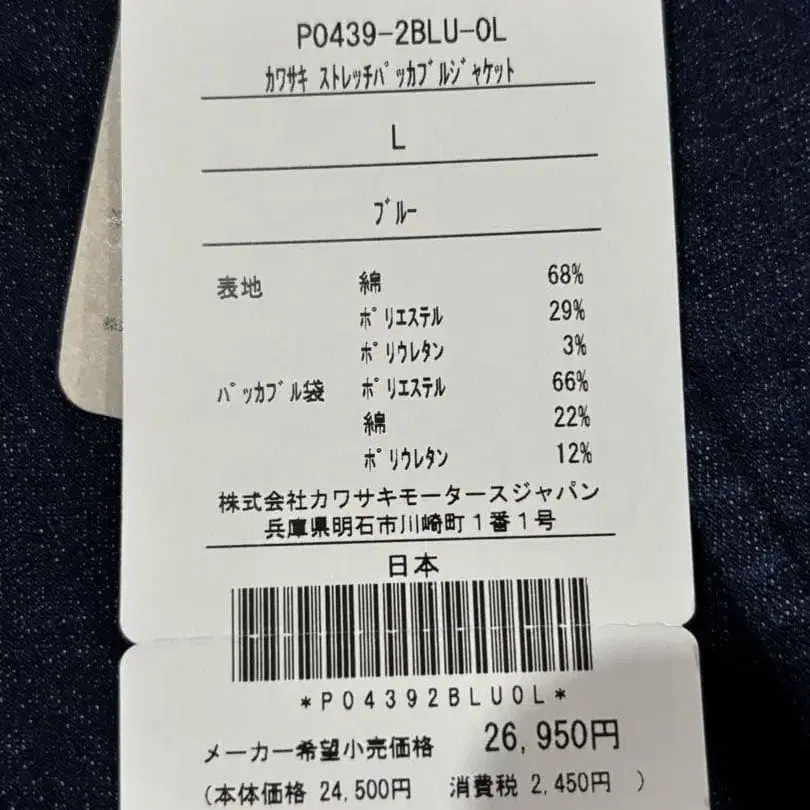 P0439-2BLU-0L
ｶﾜｻｷ ｽﾄﾚｯﾁﾊﾟｯｶﾌﾞﾙｼﾞｬｹｯﾄ
L
ﾌﾞﾙｰ
表地 綿 68%
ﾎﾟﾘｴｽﾃﾙ 29%
ﾎﾟﾘｳﾚﾀﾝ 3%
ﾊﾟｯｶﾌﾞﾙ袋 ﾎﾟﾘｴｽﾃﾙ 66%
綿 22%
ﾎﾟﾘｳﾚﾀﾝ 12%
株式会社カワサキモータースジャパン
兵庫県明石市川崎町１番１号
日本
*P04392BLU0L*
メーカー希望小売価格 26,950円
(本体価格 24,500円 消費税 2,450円 )